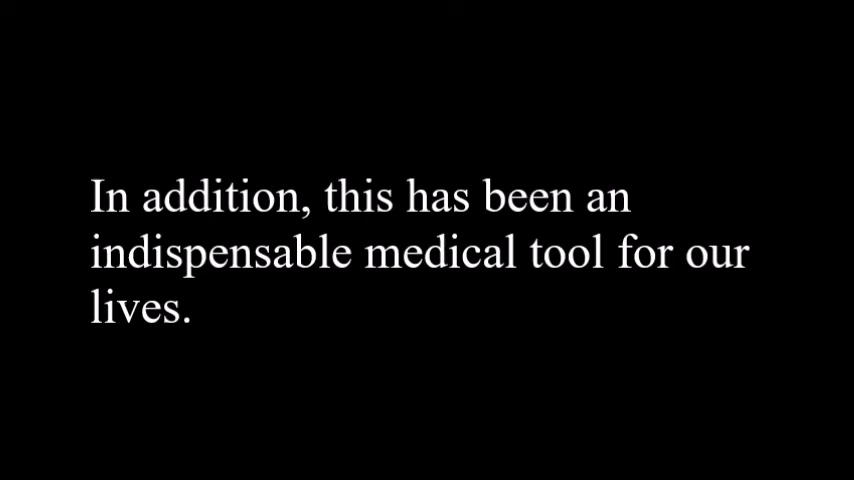 In addition, this has been an
indispensable medical tool for our
lives.